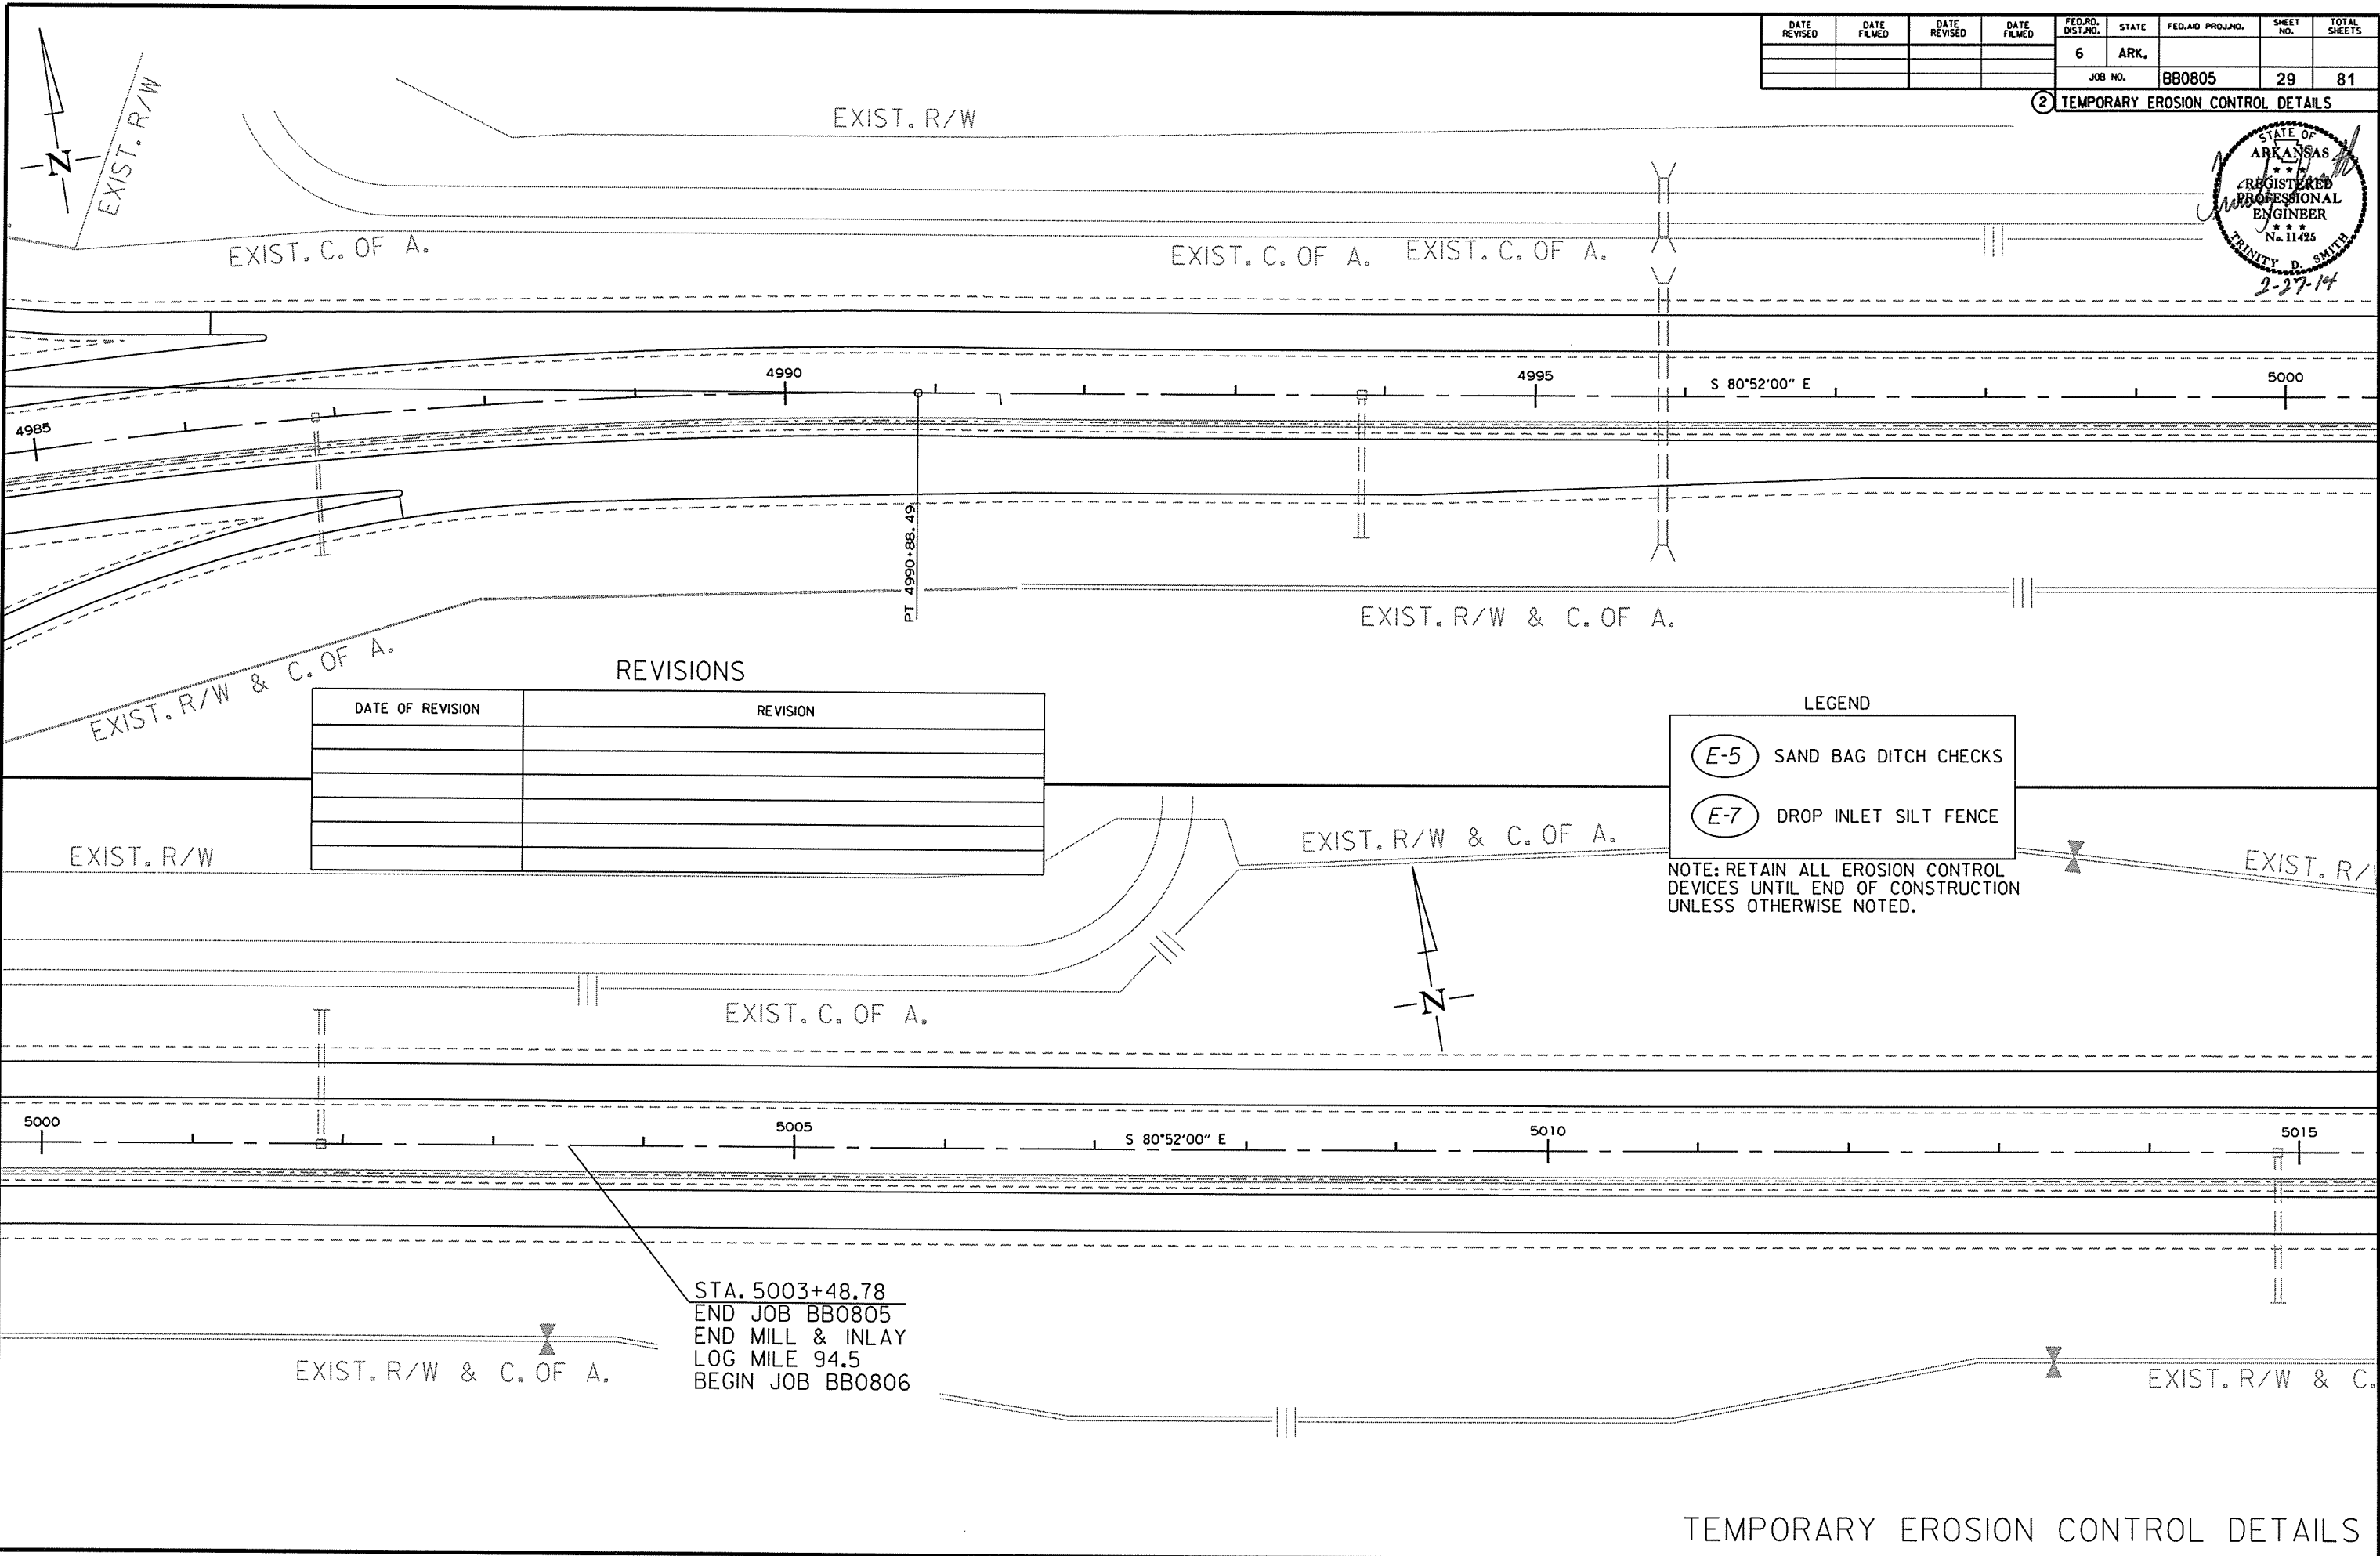 DATE REVISED
DATE FILMED
DATE REVISED
DATE FILMED
FED.RD. DIST.NO.
STATE
FED.AID PROJ.NO.
SHEET NO.
TOTAL SHEETS
6
ARK.
JOB NO.
BB0805
29
81
2 TEMPORARY EROSION CONTROL DETAILS
STATE OF
ARKANSAS
★ ★ ★
REGISTERED
PROFESSIONAL
ENGINEER
★ ★ ★
No. 11425
TRINITY D. SMITH
2-27-14
N
EXIST. R/W
EXIST. R/W
EXIST. C. OF A.
EXIST. C. OF A.
EXIST. C. OF A.
4985
4990
4995
S 80°52'00" E
5000
PT 4990+88.49
EXIST. R/W & C. OF A.
EXIST. R/W & C. OF A.
REVISIONS
DATE OF REVISION
REVISION
LEGEND
E-5 SAND BAG DITCH CHECKS
E-7 DROP INLET SILT FENCE
NOTE: RETAIN ALL EROSION CONTROL
DEVICES UNTIL END OF CONSTRUCTION
UNLESS OTHERWISE NOTED.
EXIST. R/W
EXIST. R/W & C. OF A.
EXIST. R/
EXIST. C. OF A.
N
5000
5005
S 80°52'00" E
5010
5015
STA. 5003+48.78
END JOB BB0805
END MILL & INLAY
LOG MILE 94.5
BEGIN JOB BB0806
EXIST. R/W & C. OF A.
EXIST. R/W & C.
TEMPORARY EROSION CONTROL DETAILS